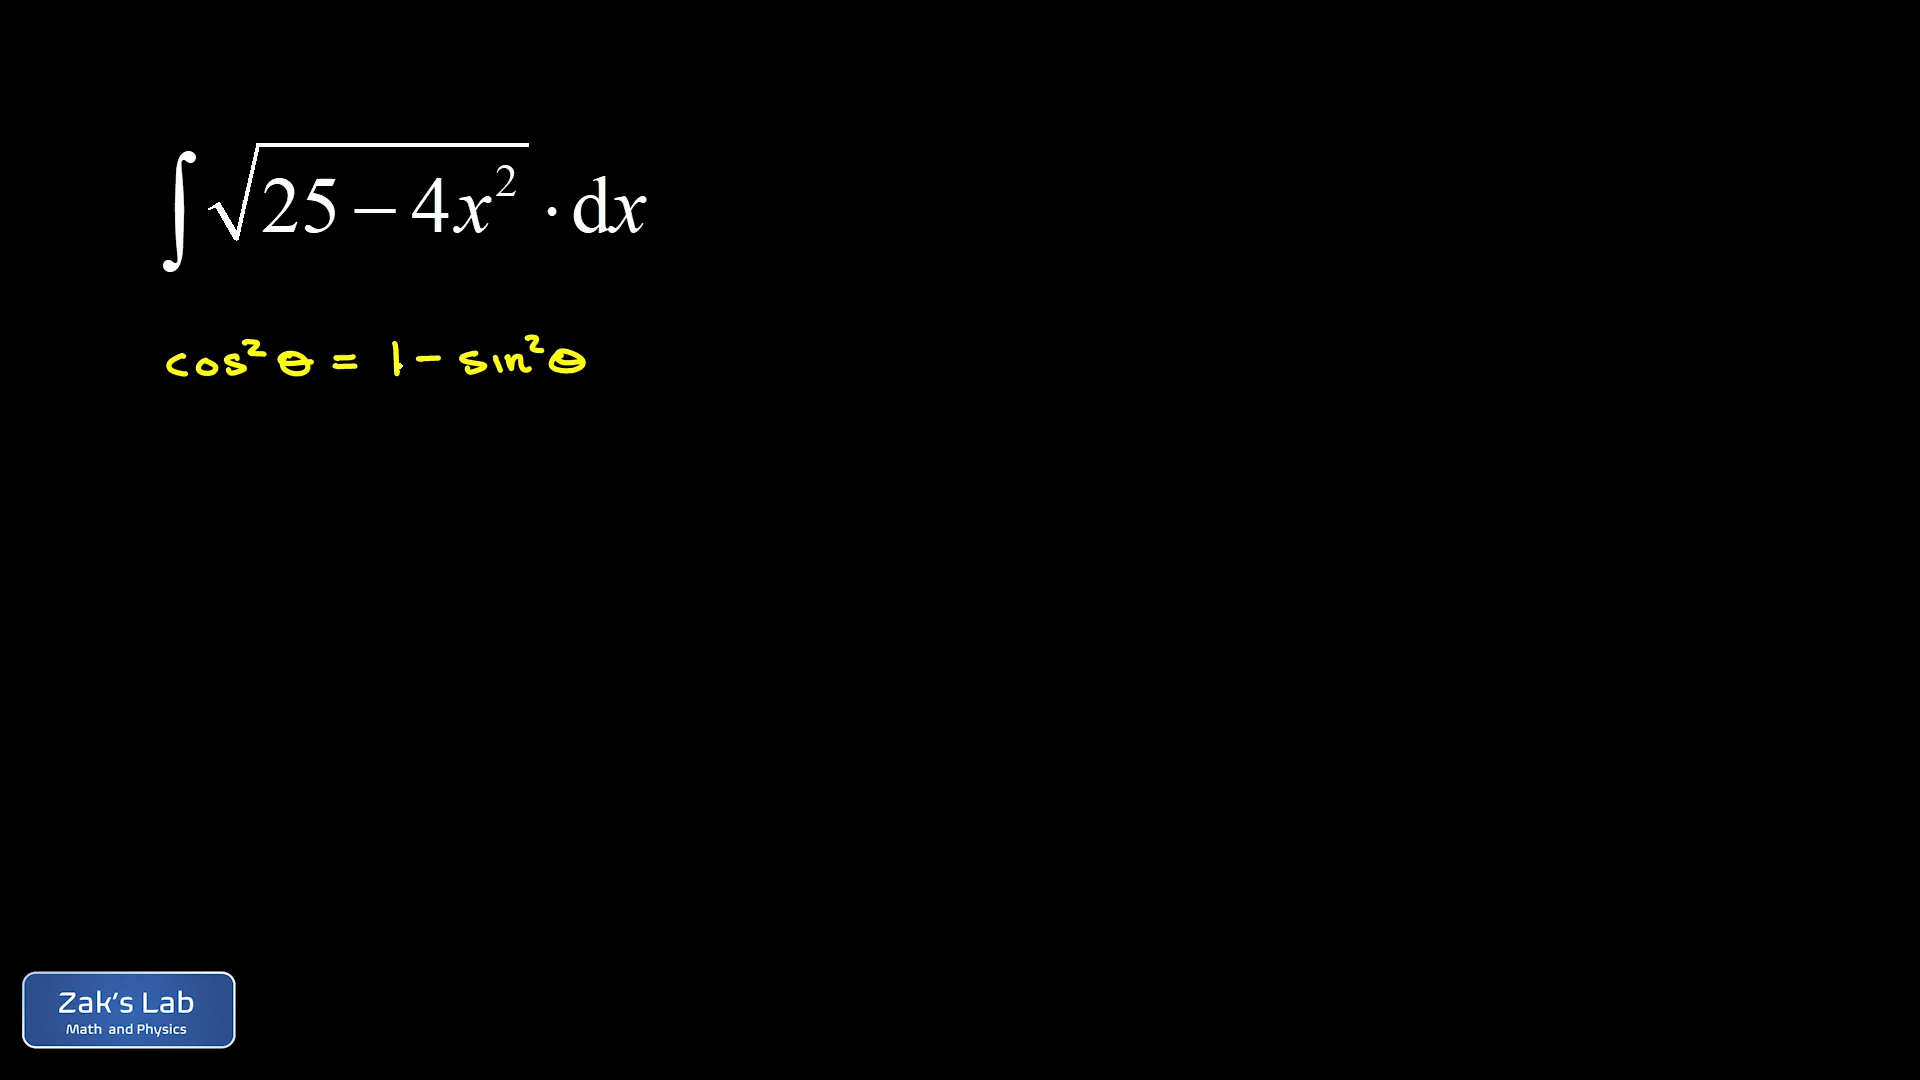 ∫√25 − 4x² · dx
cos²θ = 1 - sin²θ
Zak's Lab
Math and Physics